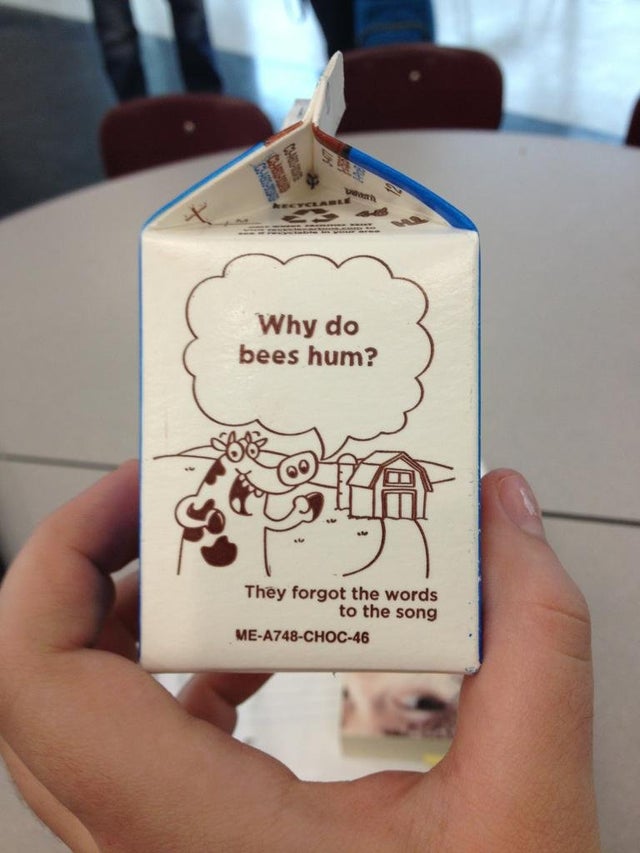 RECYCLABLE
Why do
bees hum?
They forgot the words
to the song
ME-A748-CHOC-46